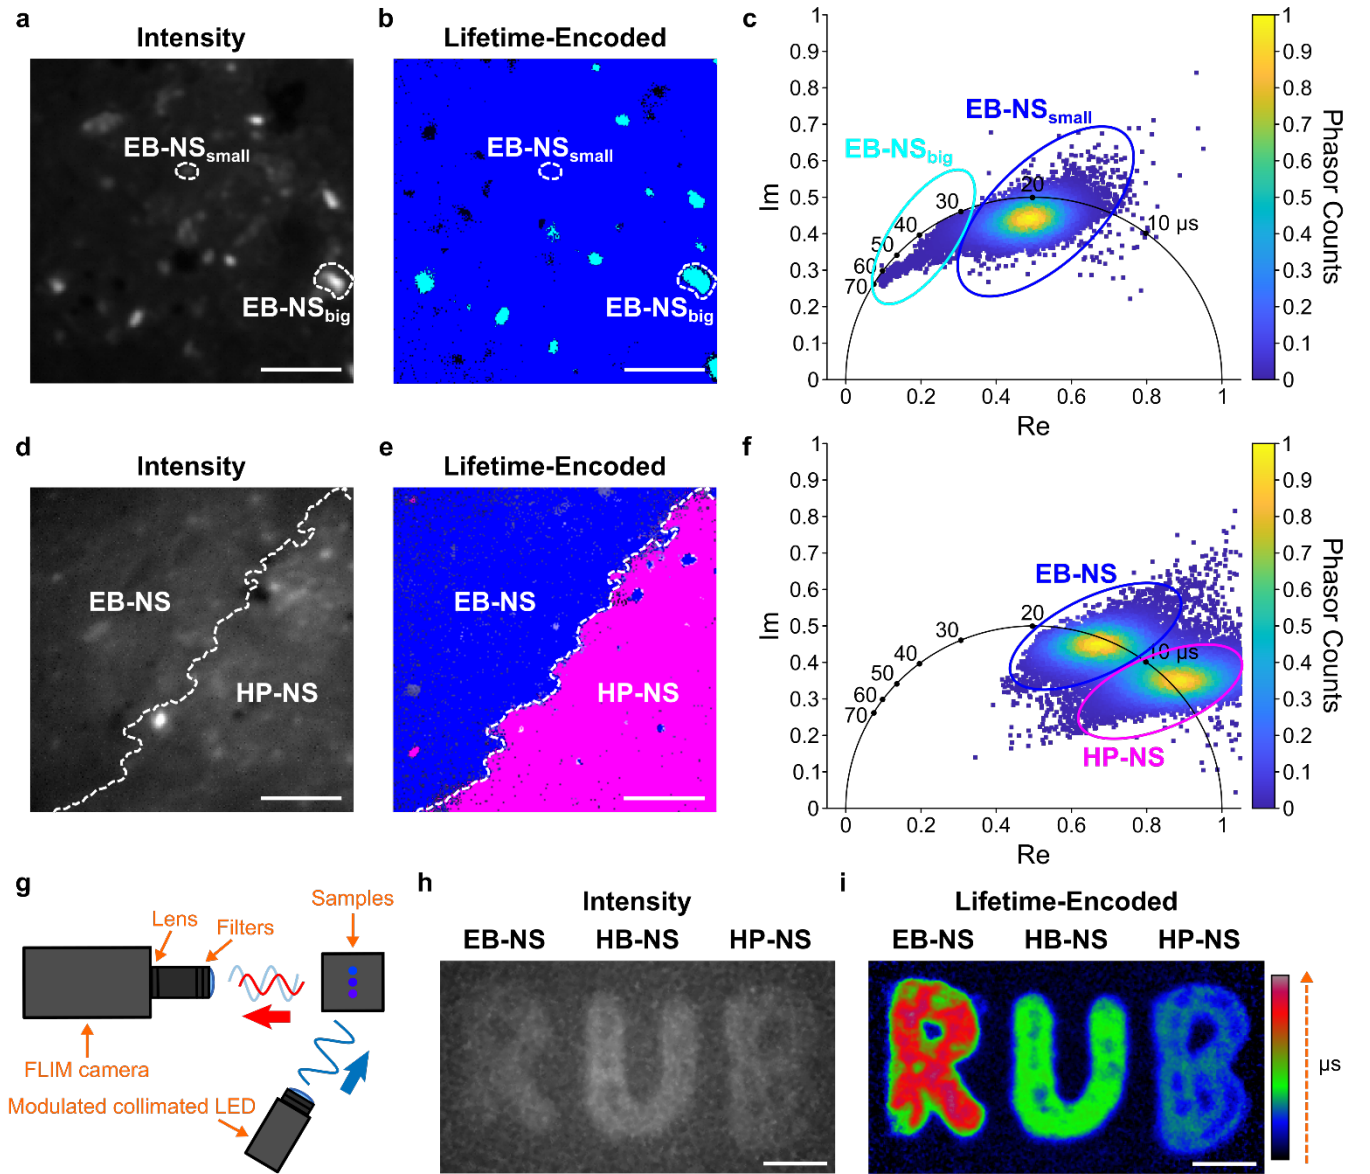 a
Intensity
EB-NSsmall
EB-NSbig
b
Lifetime-Encoded
EB-NSsmall
EB-NSbig
c
1
0.9
0.8
0.7
0.6
0.5
0.4
0.3
0.2
0.1
0
Im
EB-NSbig
EB-NSsmall
70
60
50
40
30
20
10 µs
0
0.2
0.4
0.6
0.8
1
Re
1
0.9
0.8
0.7
0.6
0.5
0.4
0.3
0.2
0.1
0
Phasor Counts
d
Intensity
EB-NS
HP-NS
e
Lifetime-Encoded
EB-NS
HP-NS
f
1
0.9
0.8
0.7
0.6
0.5
0.4
0.3
0.2
0.1
0
Im
EB-NS
HP-NS
70
60
50
40
30
20
10 µs
0
0.2
0.4
0.6
0.8
1
Re
1
0.9
0.8
0.7
0.6
0.5
0.4
0.3
0.2
0.1
0
Phasor Counts
g
Lens
Filters
Samples
FLIM camera
Modulated collimated LED
h
Intensity
EB-NS HB-NS HP-NS
R U B
i
Lifetime-Encoded
EB-NS HB-NS HP-NS
R U B
µs